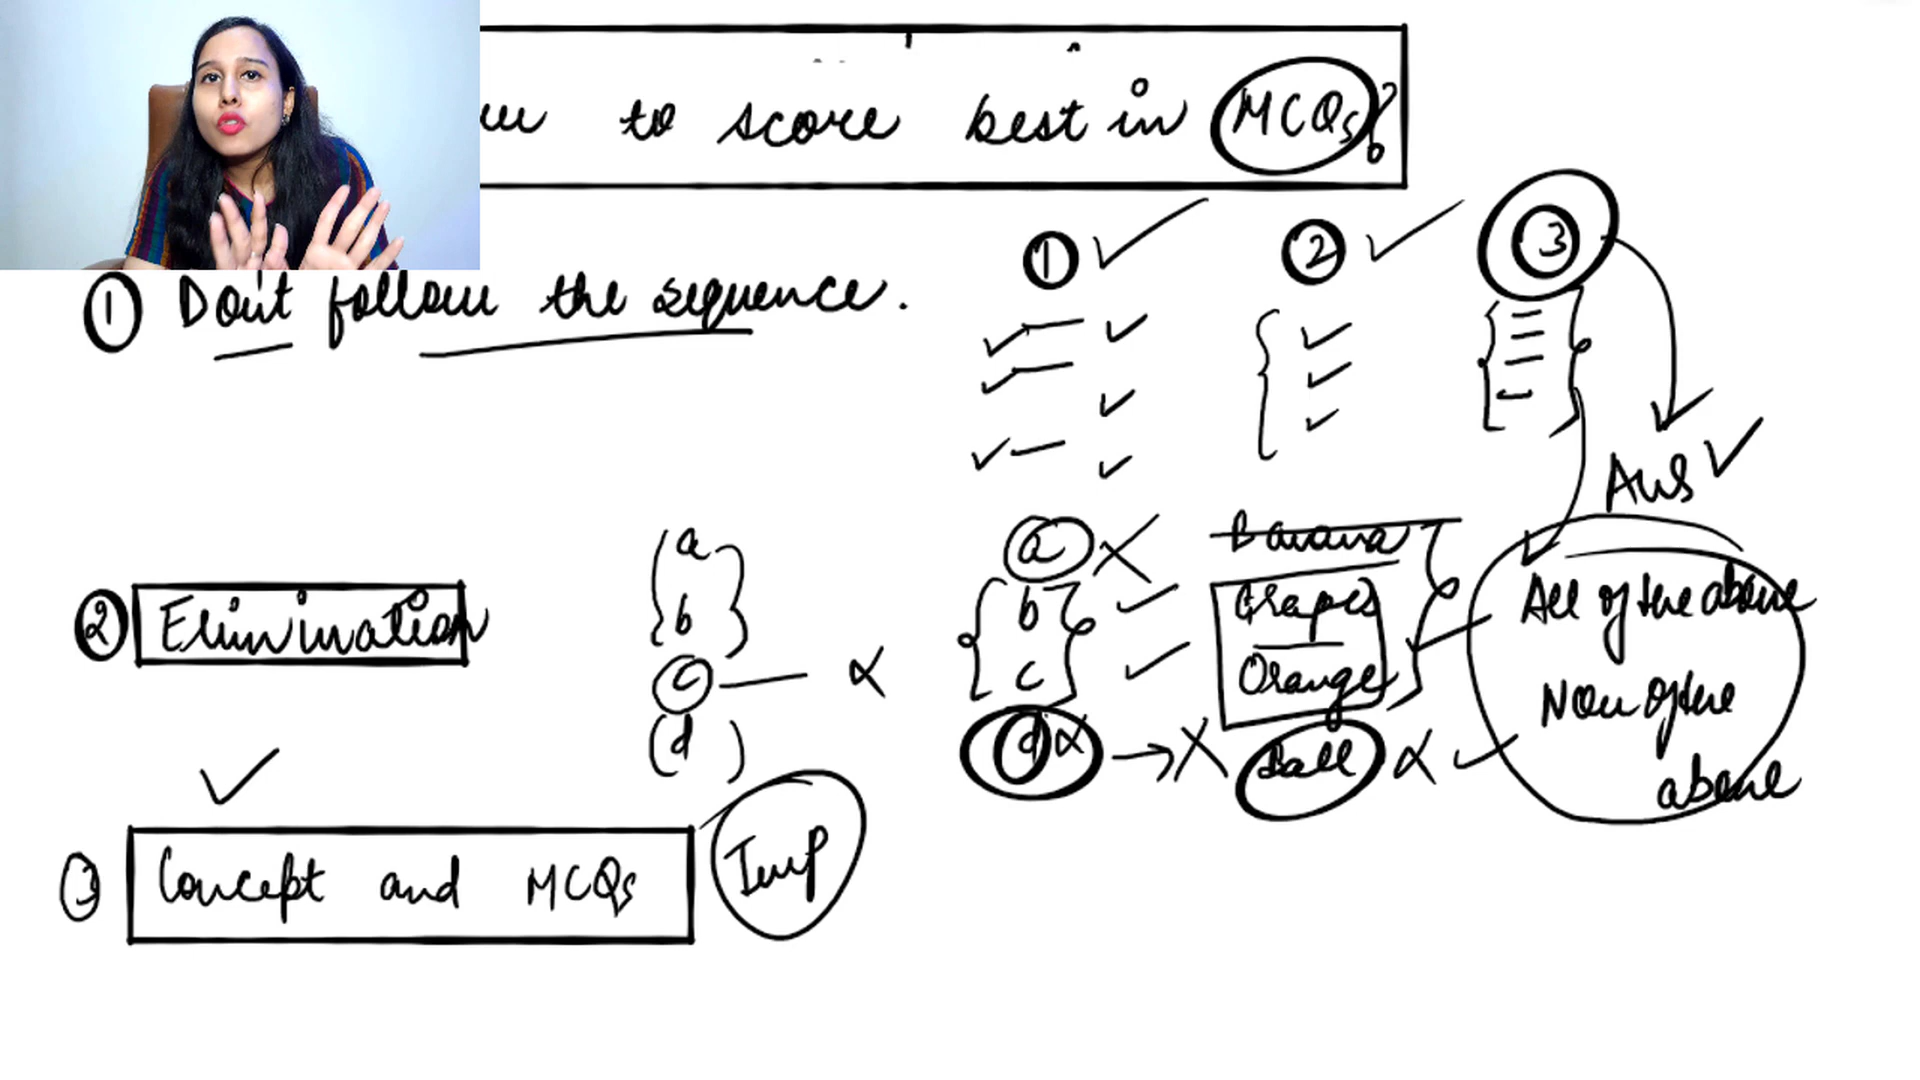 to score best in MCQs?
① ② ③
① Don't follow the sequence.
Ans
a
b
c
d
a
b
c
d
Banana
Grapes
Orange
Ball
All of the above
None of the
above
② Elimination
③ Concept and MCQs
Imp